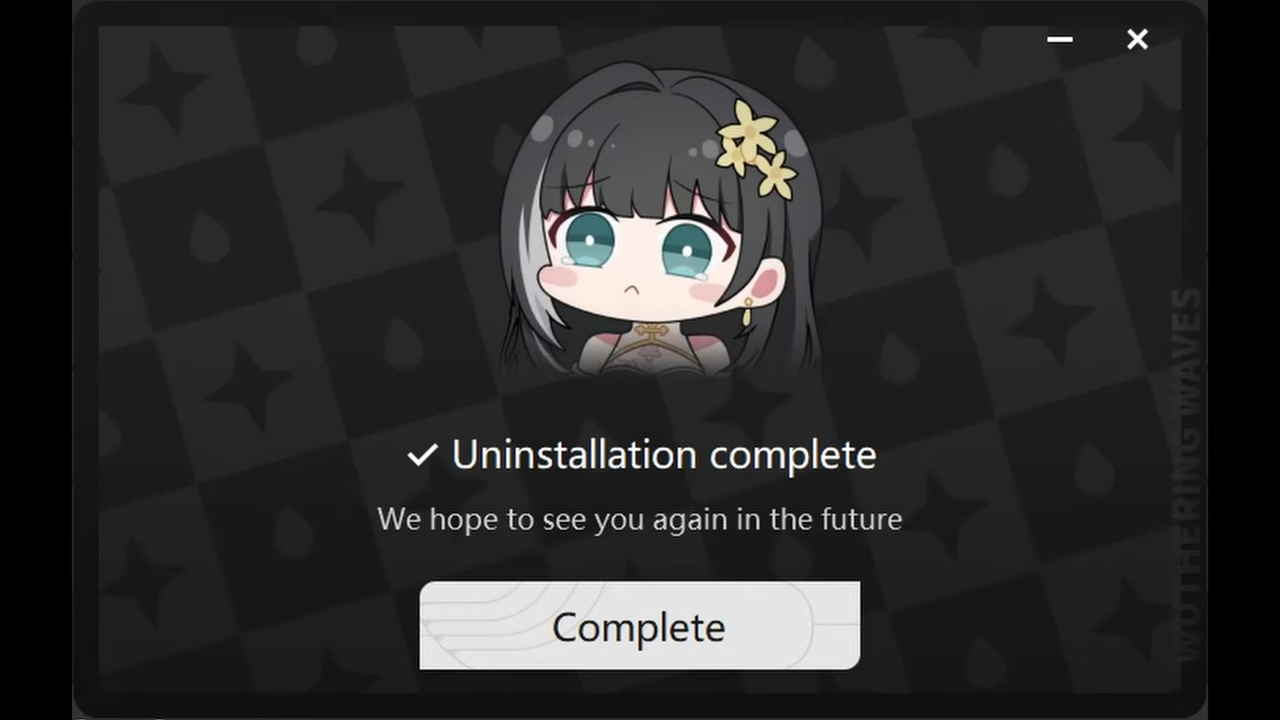 Uninstallation complete
We hope to see you again in the future
Complete
WUTHERING WAVES